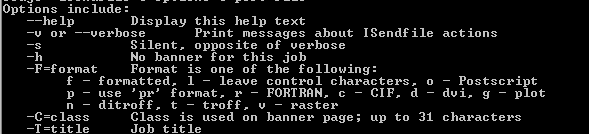 Options include:
--help Display this help text
-v or --verbose Print messages about ISendfile actions
-s Silent, opposite of verbose
-h No banner for this job
-F=format Format is one of the following:
f - formatted, l - leave control characters, o - Postscript
p - use 'pr' format, r - FORTRAN, c - CIF, d - dvi, g - plot
n - ditroff, t - troff, v - raster
-C=class Class is used on banner page; up to 31 characters
-T=title Job title